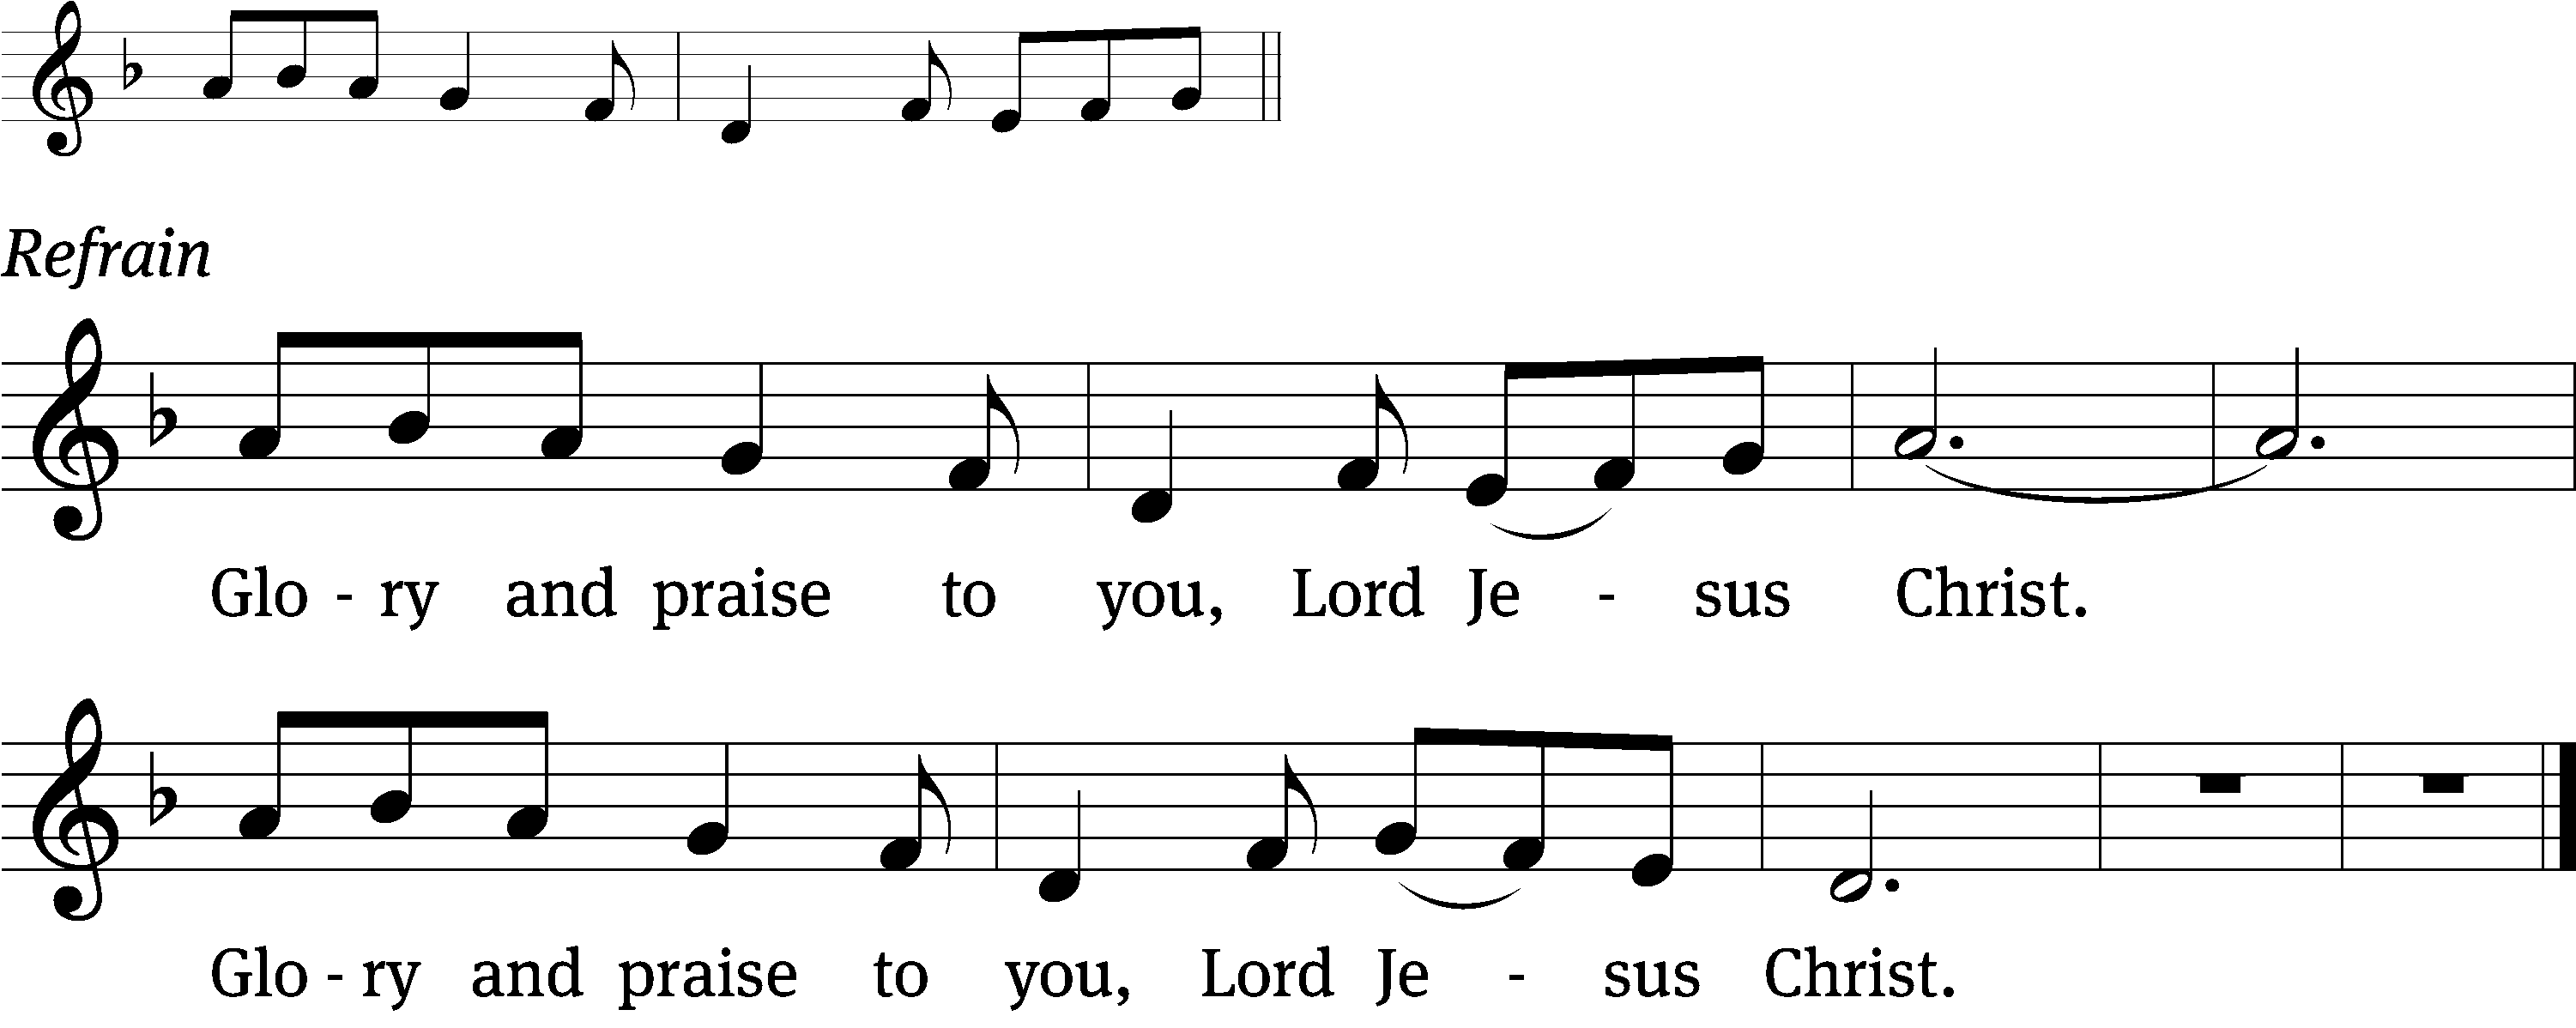 Refrain
Glo - ry and praise to you, Lord Je - sus Christ.
Glo - ry and praise to you, Lord Je - sus Christ.